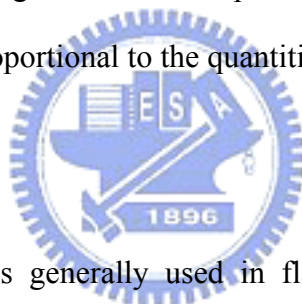 oportional to the quantiti
E S A
1896
s generally used in fl